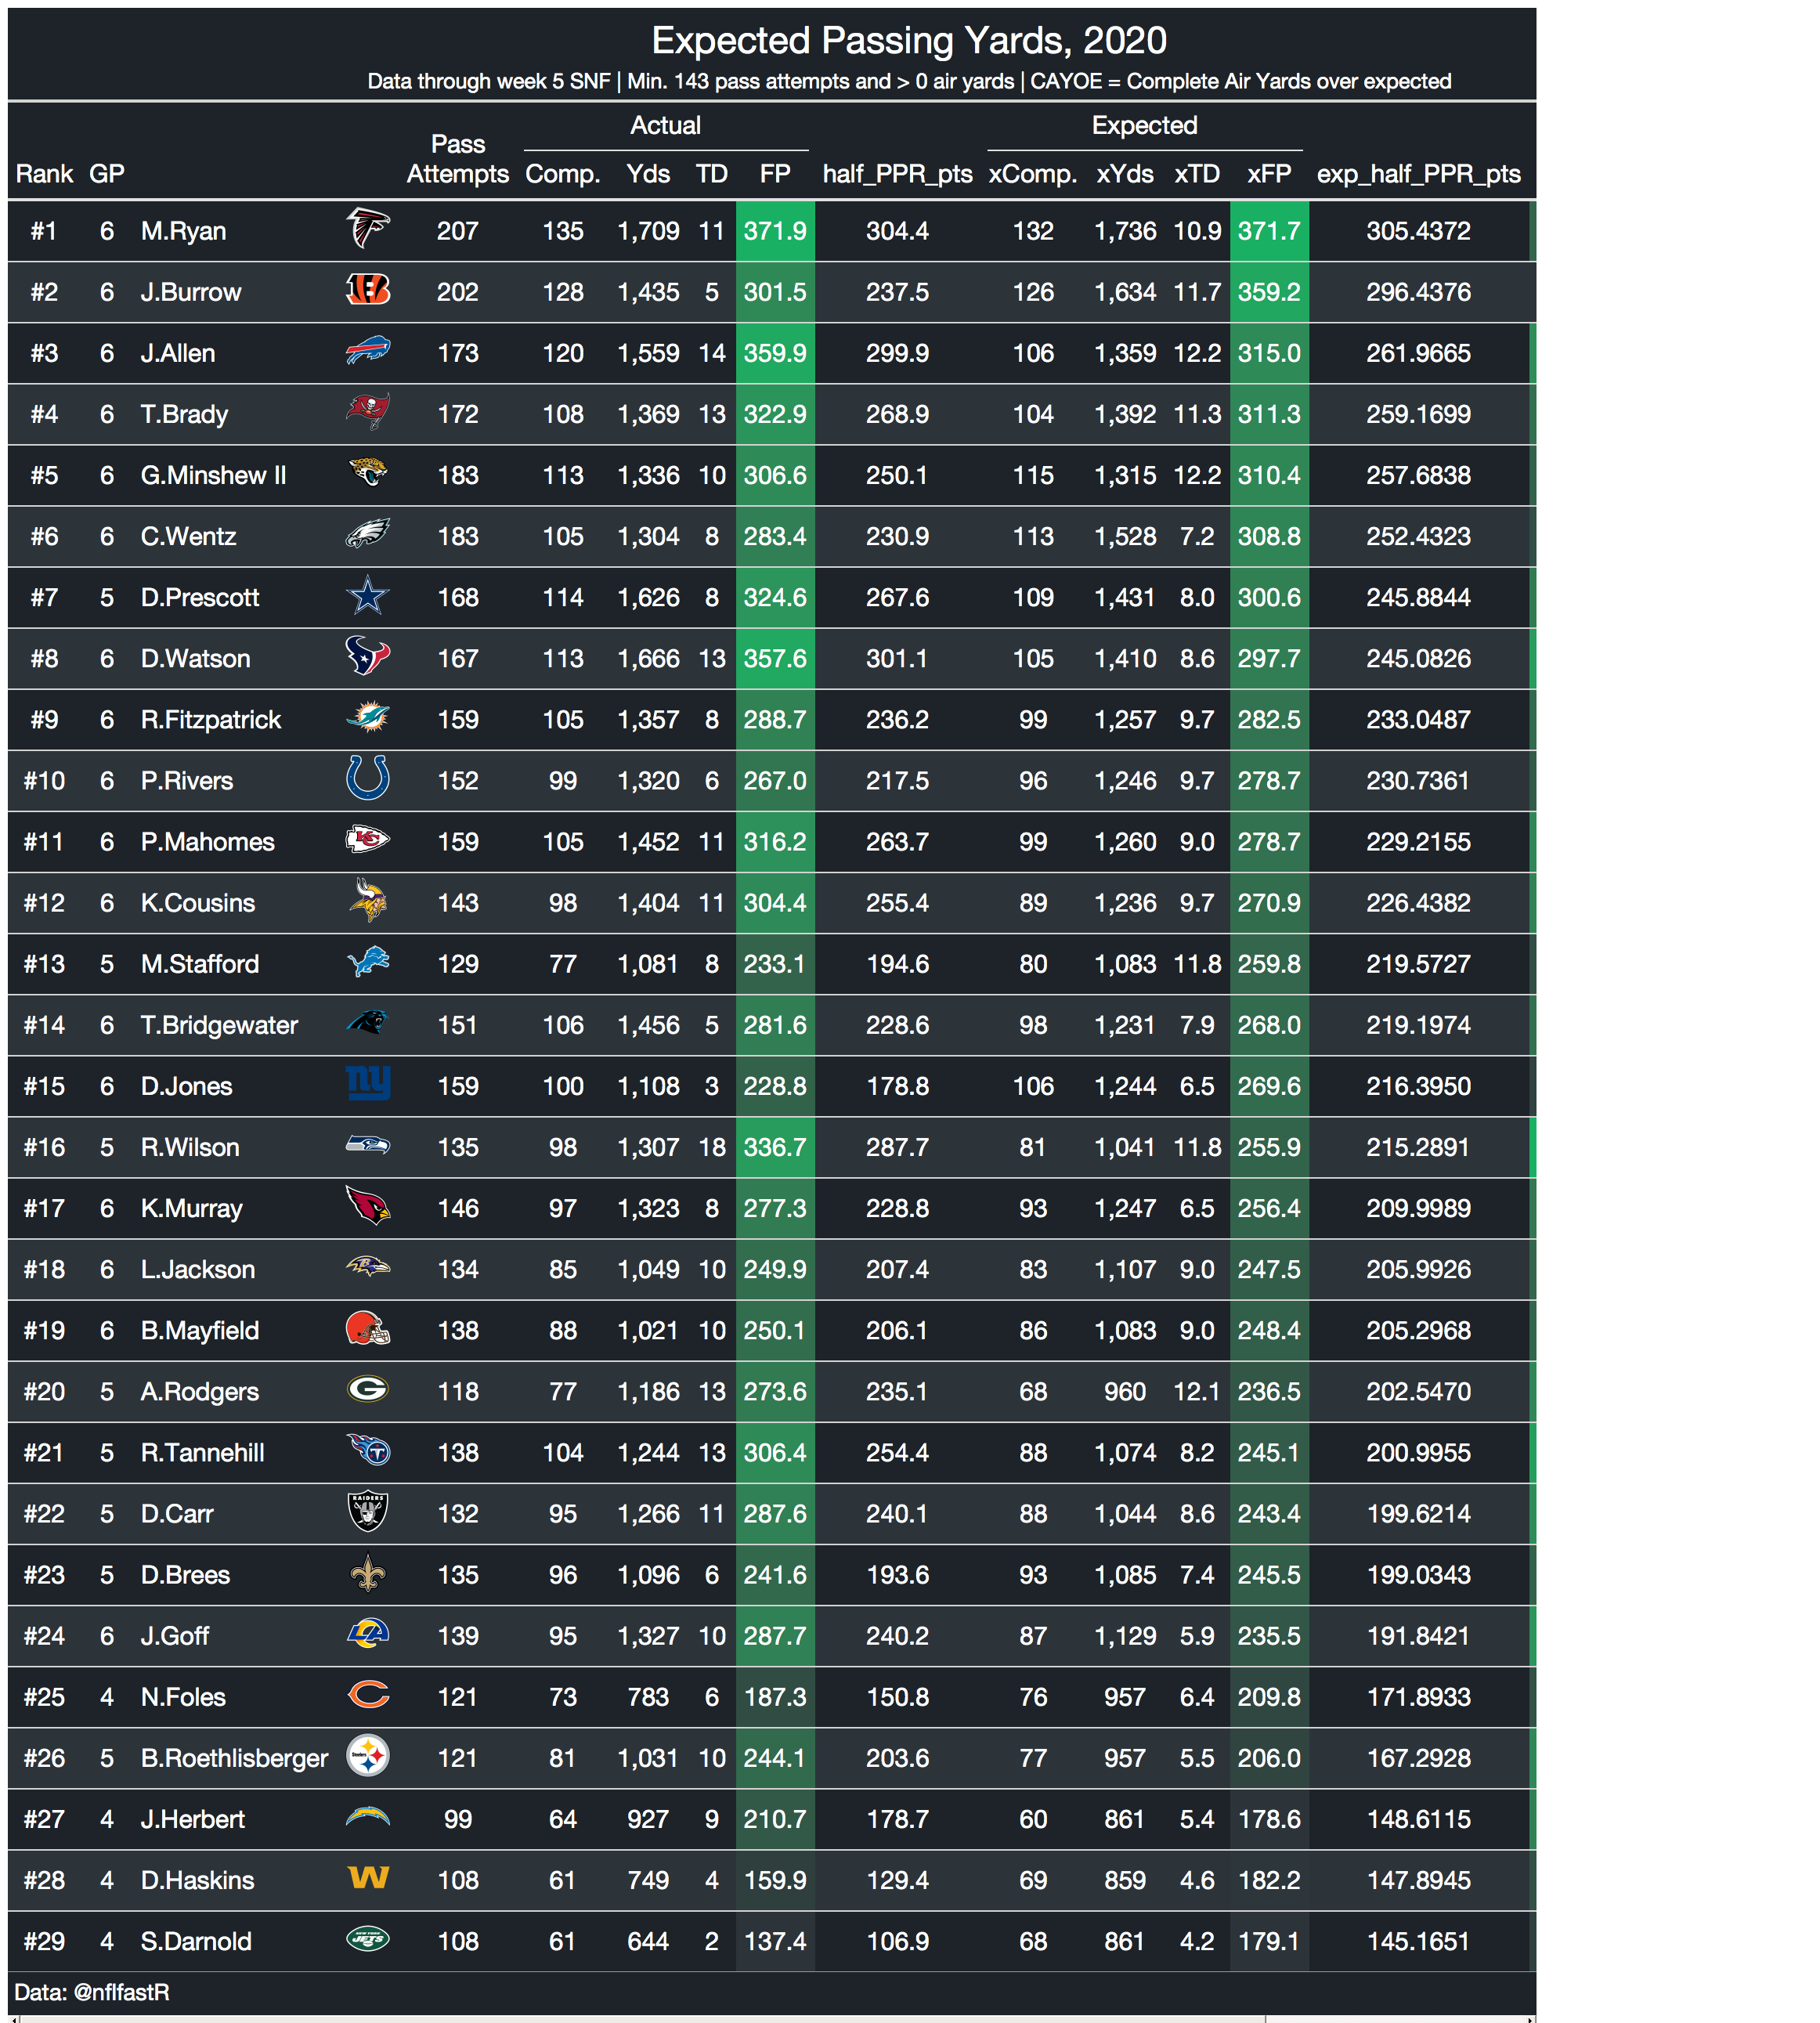 Expected Passing Yards, 2020
Data through week 5 SNF | Min. 143 pass attempts and > 0 air yards | CAYOE = Complete Air Yards over expected
Actual Expected
Rank GP Pass Attempts Comp. Yds TD FP half_PPR_pts xComp. xYds xTD xFP exp_half_PPR_pts
#1 6 M.Ryan 207 135 1,709 11 371.9 304.4 132 1,736 10.9 371.7 305.4372
#2 6 J.Burrow 202 128 1,435 5 301.5 237.5 126 1,634 11.7 359.2 296.4376
#3 6 J.Allen 173 120 1,559 14 359.9 299.9 106 1,359 12.2 315.0 261.9665
#4 6 T.Brady 172 108 1,369 13 322.9 268.9 104 1,392 11.3 311.3 259.1699
#5 6 G.Minshew II 183 113 1,336 10 306.6 250.1 115 1,315 12.2 310.4 257.6838
#6 6 C.Wentz 183 105 1,304 8 283.4 230.9 113 1,528 7.2 308.8 252.4323
#7 5 D.Prescott 168 114 1,626 8 324.6 267.6 109 1,431 8.0 300.6 245.8844
#8 6 D.Watson 167 113 1,666 13 357.6 301.1 105 1,410 8.6 297.7 245.0826
#9 6 R.Fitzpatrick 159 105 1,357 8 288.7 236.2 99 1,257 9.7 282.5 233.0487
#10 6 P.Rivers 152 99 1,320 6 267.0 217.5 96 1,246 9.7 278.7 230.7361
#11 6 P.Mahomes KC 159 105 1,452 11 316.2 263.7 99 1,260 9.0 278.7 229.2155
#12 6 K.Cousins 143 98 1,404 11 304.4 255.4 89 1,236 9.7 270.9 226.4382
#13 5 M.Stafford 129 77 1,081 8 233.1 194.6 80 1,083 11.8 259.8 219.5727
#14 6 T.Bridgewater 151 106 1,456 5 281.6 228.6 98 1,231 7.9 268.0 219.1974
#15 6 D.Jones ny 159 100 1,108 3 228.8 178.8 106 1,244 6.5 269.6 216.3950
#16 5 R.Wilson 135 98 1,307 18 336.7 287.7 81 1,041 11.8 255.9 215.2891
#17 6 K.Murray 146 97 1,323 8 277.3 228.8 93 1,247 6.5 256.4 209.9989
#18 6 L.Jackson B 134 85 1,049 10 249.9 207.4 83 1,107 9.0 247.5 205.9926
#19 6 B.Mayfield 138 88 1,021 10 250.1 206.1 86 1,083 9.0 248.4 205.2968
#20 5 A.Rodgers G 118 77 1,186 13 273.6 235.1 68 960 12.1 236.5 202.5470
#21 5 R.Tannehill T 138 104 1,244 13 306.4 254.4 88 1,074 8.2 245.1 200.9955
#22 5 D.Carr RAIDERS 132 95 1,266 11 287.6 240.1 88 1,044 8.6 243.4 199.6214
#23 5 D.Brees 135 96 1,096 6 241.6 193.6 93 1,085 7.4 245.5 199.0343
#24 6 J.Goff LA 139 95 1,327 10 287.7 240.2 87 1,129 5.9 235.5 191.8421
#25 4 N.Foles C 121 73 783 6 187.3 150.8 76 957 6.4 209.8 171.8933
#26 5 B.Roethlisberger Steelers 121 81 1,031 10 244.1 203.6 77 957 5.5 206.0 167.2928
#27 4 J.Herbert 99 64 927 9 210.7 178.7 60 861 5.4 178.6 148.6115
#28 4 D.Haskins W 108 61 749 4 159.9 129.4 69 859 4.6 182.2 147.8945
#29 4 S.Darnold NEW YORK JETS 108 61 644 2 137.4 106.9 68 861 4.2 179.1 145.1651
Data: @nflfastR